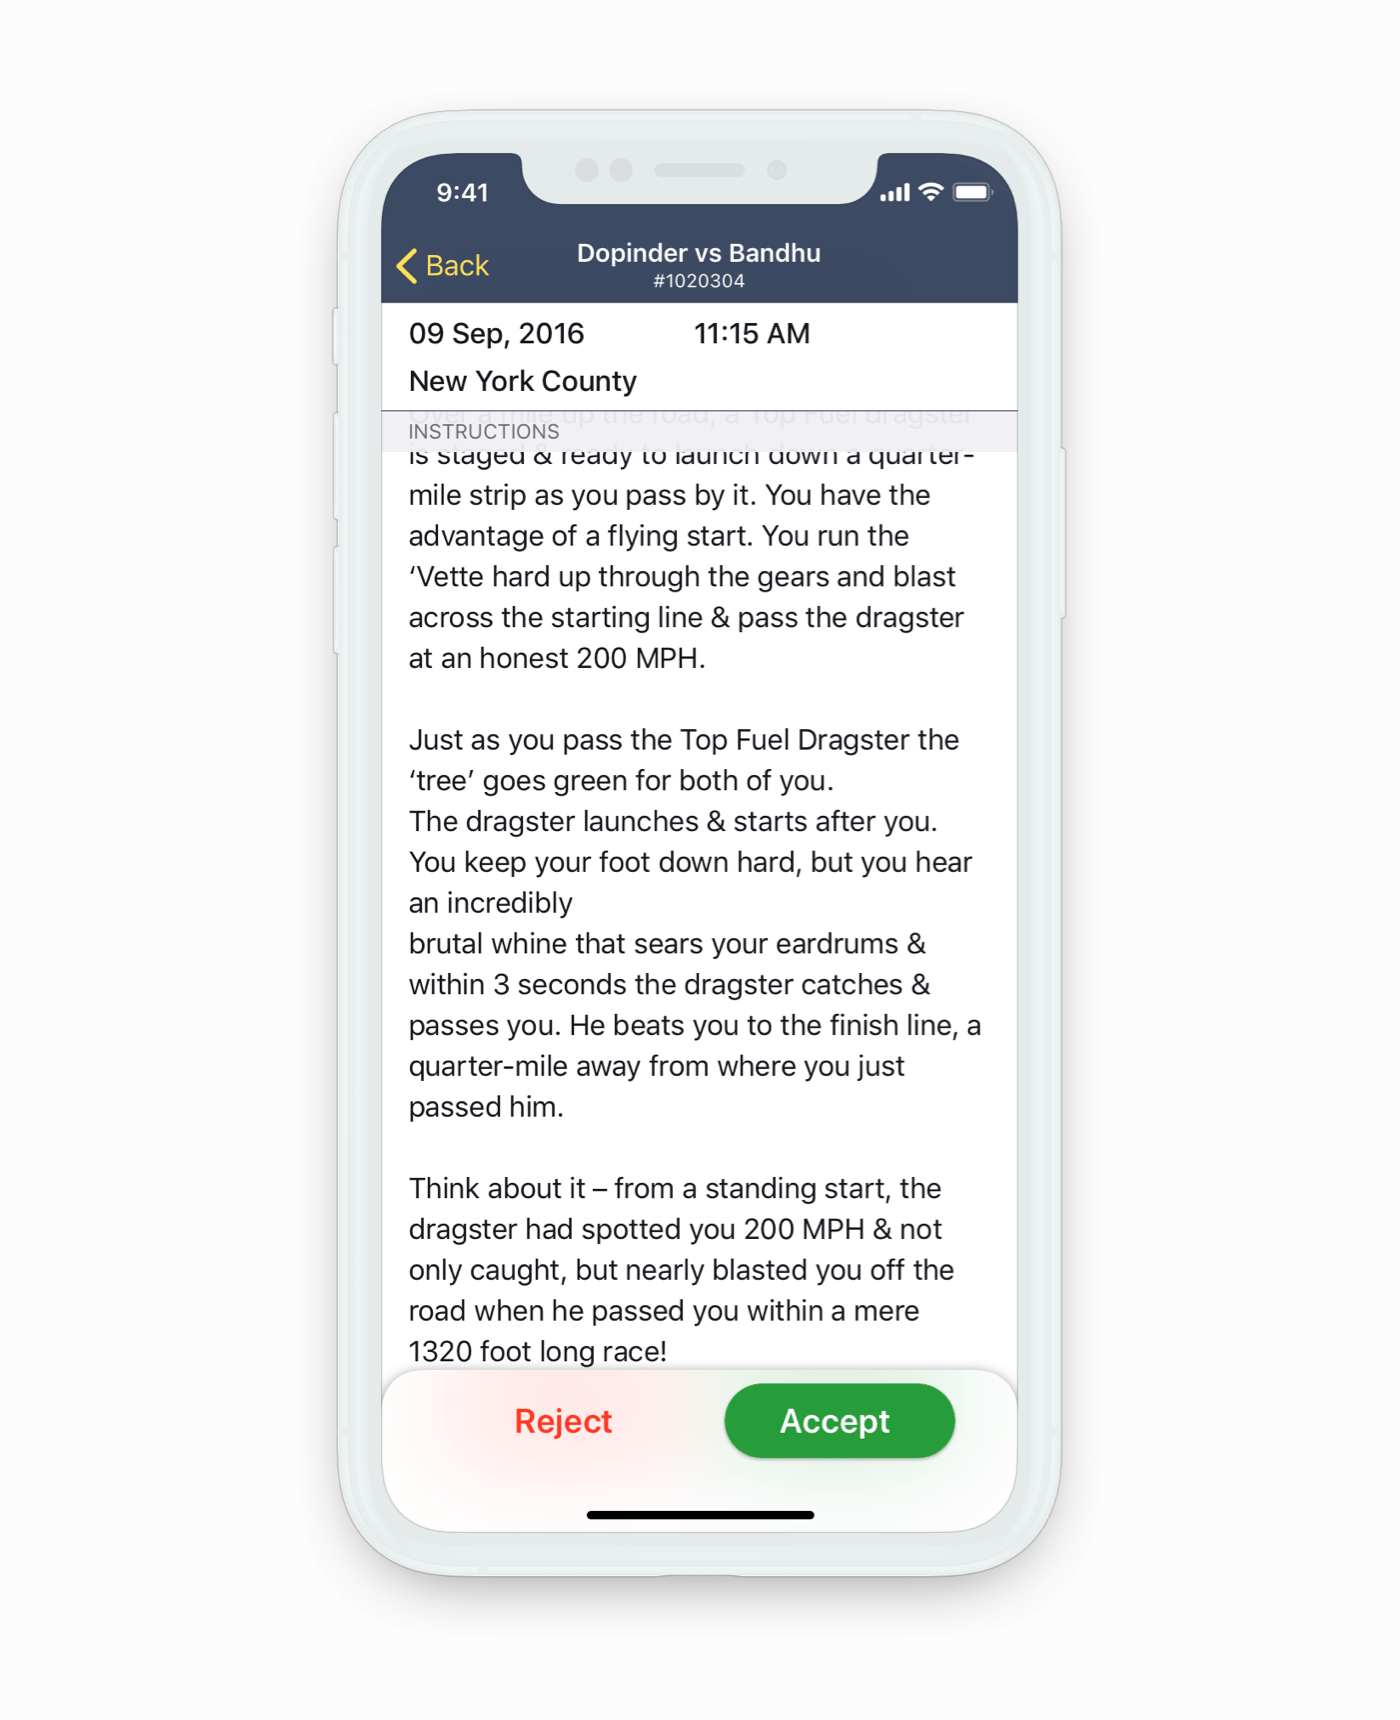 9:41
Back
Dopinder vs Bandhu
#1020304
09 Sep, 2016 11:15 AM
New York County
Over a mile up the road, a Top Fuel dragster
INSTRUCTIONS
is staged & ready to launch down a quarter-
mile strip as you pass by it. You have the
advantage of a flying start. You run the
‘Vette hard up through the gears and blast
across the starting line & pass the dragster
at an honest 200 MPH.
Just as you pass the Top Fuel Dragster the
‘tree’ goes green for both of you.
The dragster launches & starts after you.
You keep your foot down hard, but you hear
an incredibly
brutal whine that sears your eardrums &
within 3 seconds the dragster catches &
passes you. He beats you to the finish line, a
quarter-mile away from where you just
passed him.
Think about it – from a standing start, the
dragster had spotted you 200 MPH & not
only caught, but nearly blasted you off the
road when he passed you within a mere
1320 foot long race!
Reject
Accept